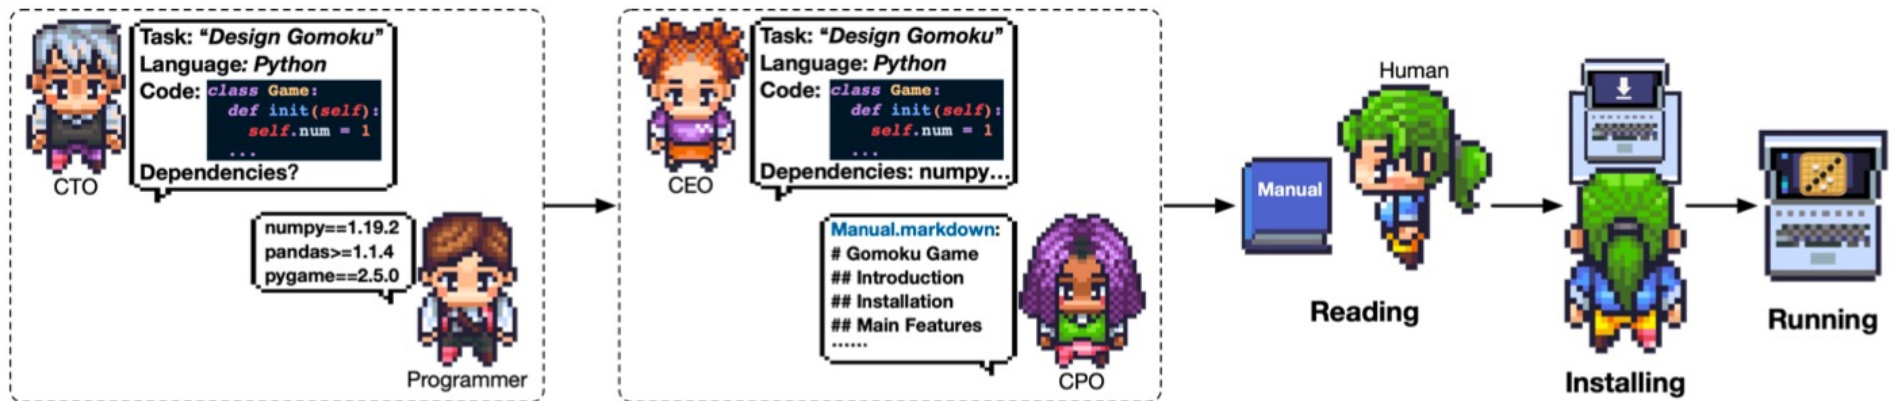 Task: “Design Gomoku”
Language: Python
Code:
class Game:
def init(self):
self.num = 1
...
Dependencies?
CTO
numpy==1.19.2
pandas>=1.1.4
pygame==2.5.0
Programmer
Task: “Design Gomoku”
Language: Python
Code:
class Game:
def init(self):
self.num = 1
...
Dependencies: numpy...
CEO
Manual.markdown:
# Gomoku Game
## Introduction
## Installation
## Main Features
......
CPO
Manual
Human
Reading
Installing
Running